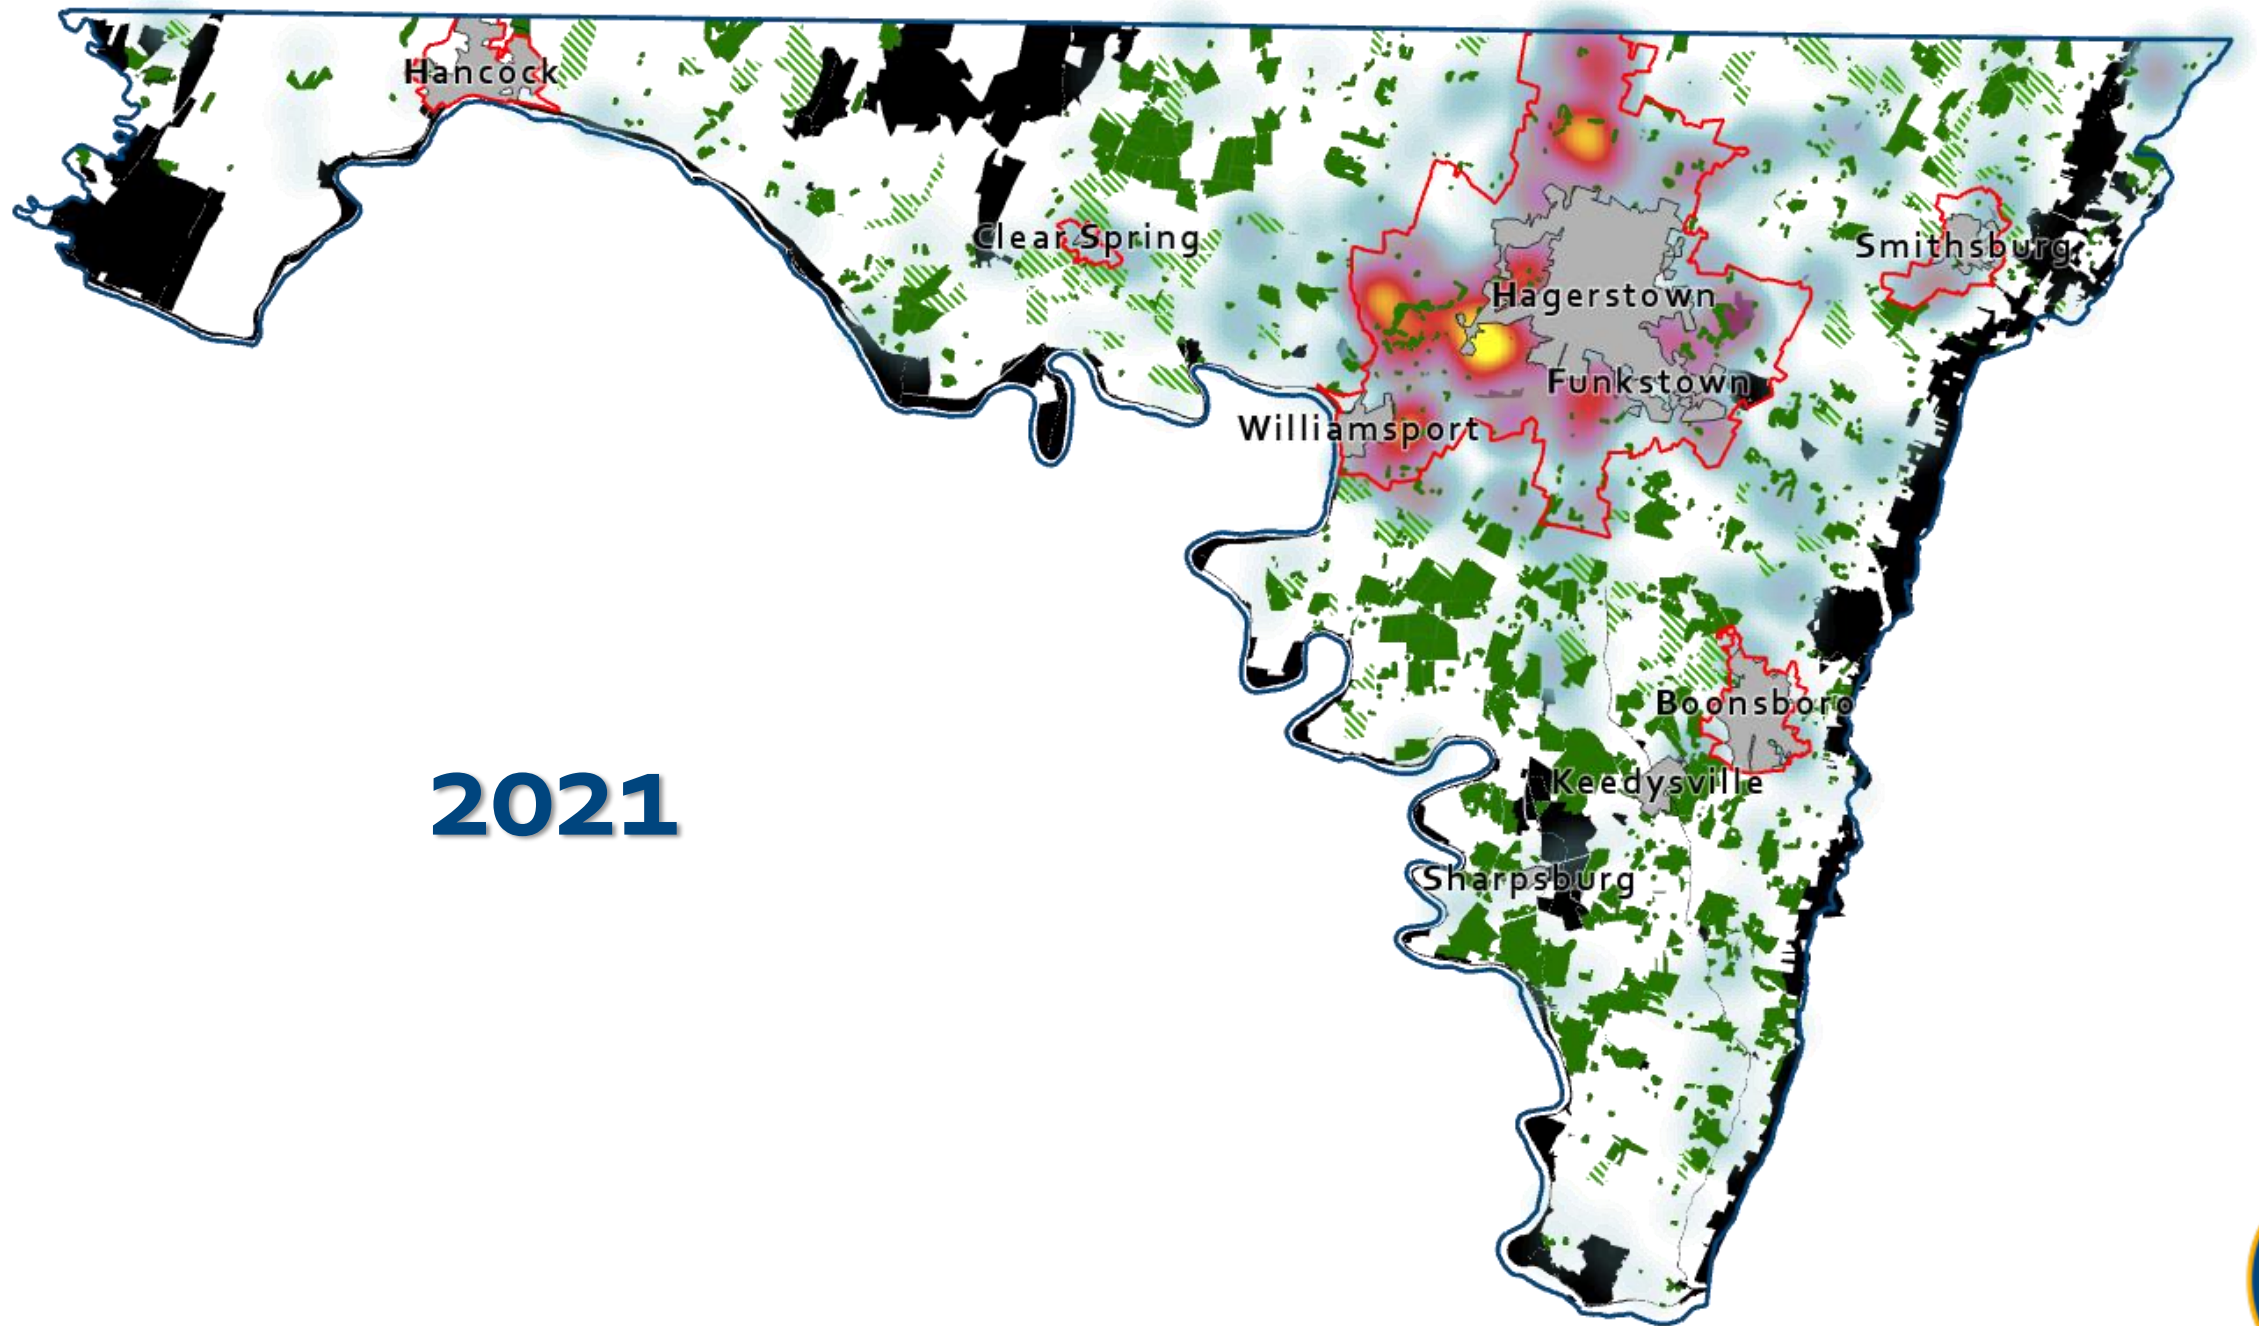 Hancock
Clear Spring
Smithsburg
Hagerstown
Funkstown
Williamsport
Boonsboro
Keedysville
2021
Sharpsburg